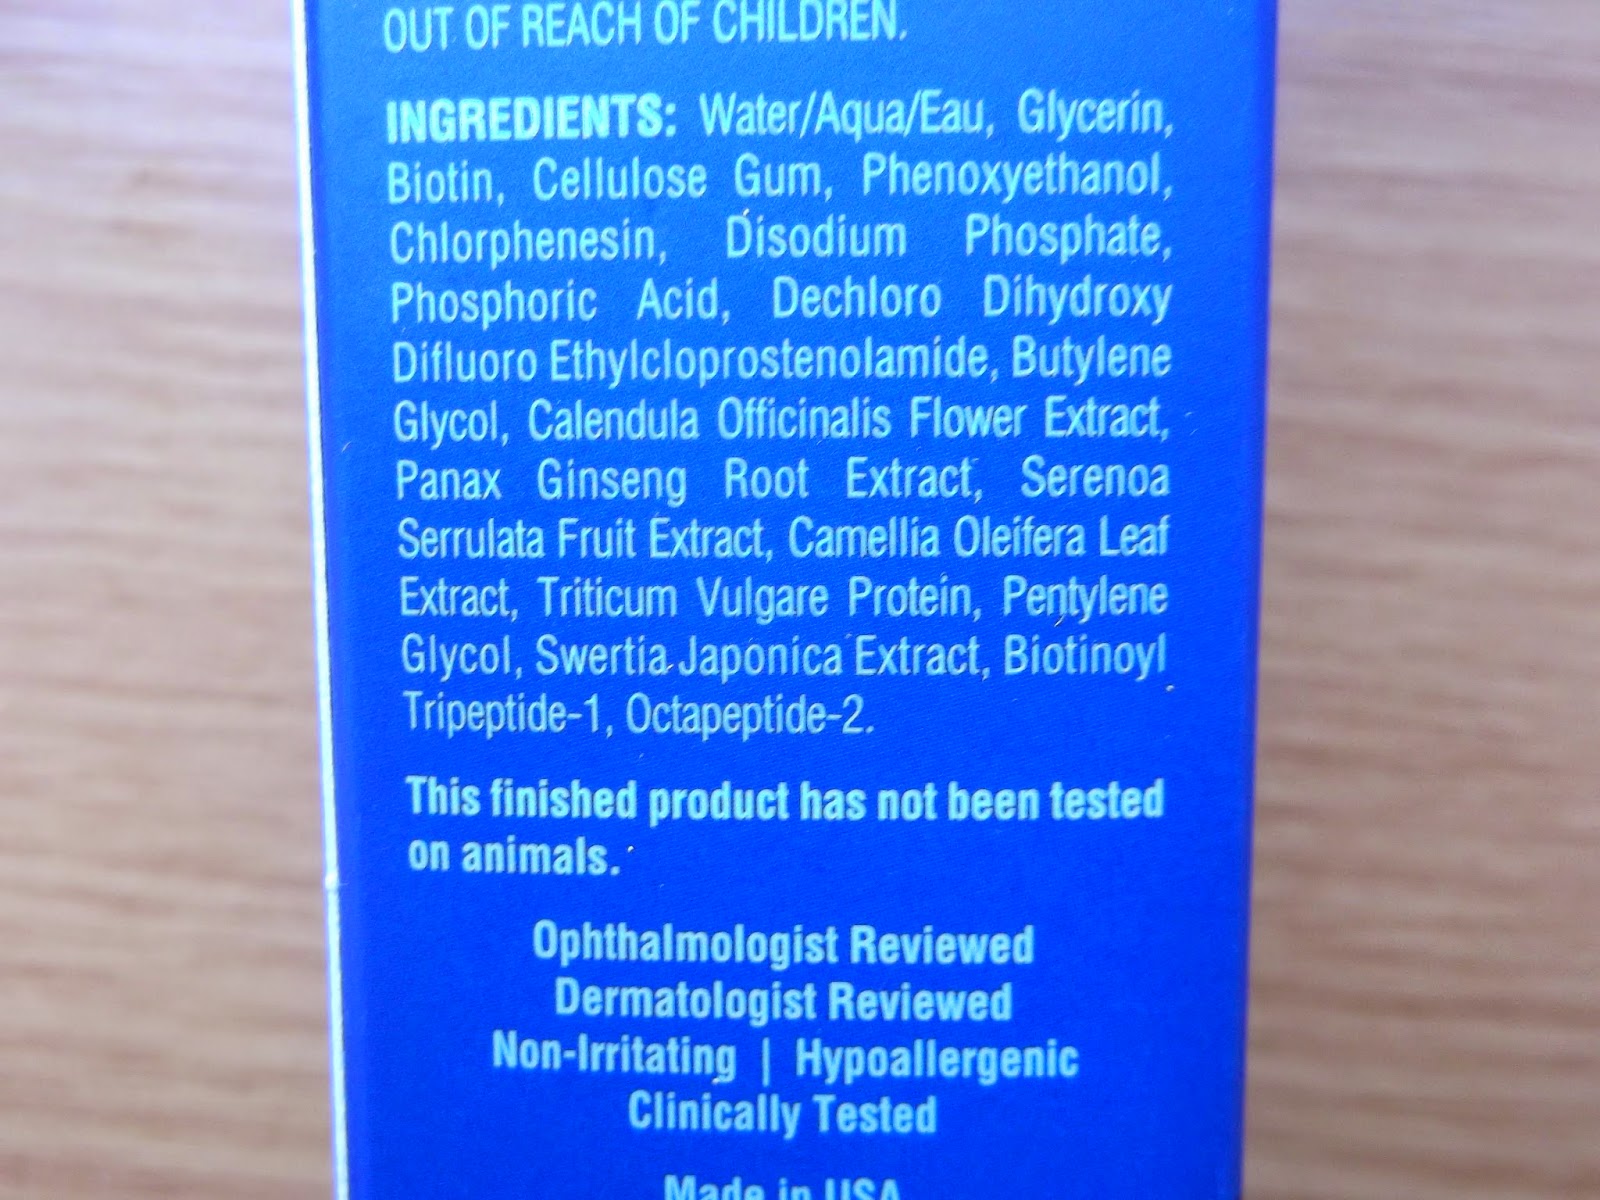 OUT OF REACH OF CHILDREN.
INGREDIENTS: Water/Aqua/Eau, Glycerin,
Biotin, Cellulose Gum, Phenoxyethanol,
Chlorphenesin, Disodium Phosphate,
Phosphoric Acid, Dechloro Dihydroxy
Difluoro Ethylcloprostenolamide, Butylene
Glycol, Calendula Officinalis Flower Extract,
Panax Ginseng Root Extract, Serenoa
Serrulata Fruit Extract, Camellia Oleifera Leaf
Extract, Triticum Vulgare Protein, Pentylene
Glycol, Swertia Japonica Extract, Biotinoyl
Tripeptide-1, Octapeptide-2.
This finished product has not been tested
on animals.
Ophthalmologist Reviewed
Dermatologist Reviewed
Non-Irritating | Hypoallergenic
Clinically Tested
Made in USA